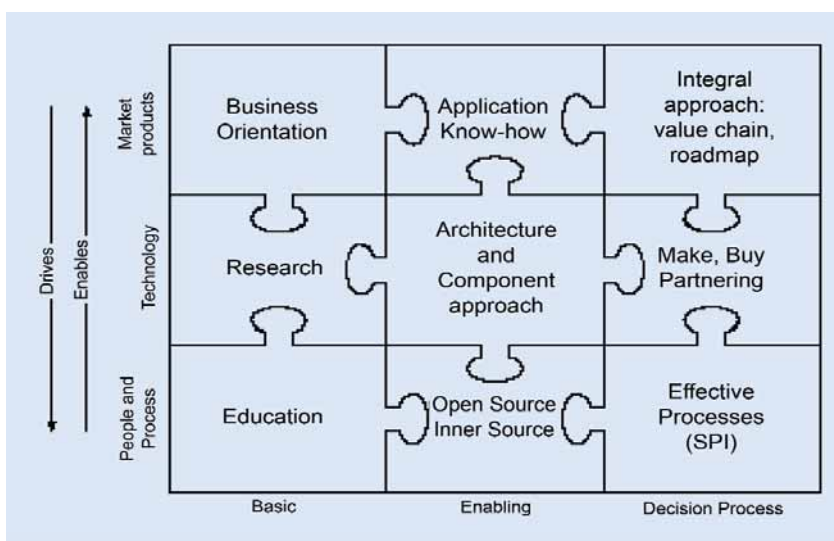 Drives
Enables
Market
products
Business
Orientation
Application
Know-how
Integral
approach:
value chain,
roadmap
Technology
Research
Architecture
and
Component
approach
Make, Buy
Partnering
People and
Process
Education
Open Source
Inner Source
Effective
Processes
(SPI)
Basic
Enabling
Decision Process